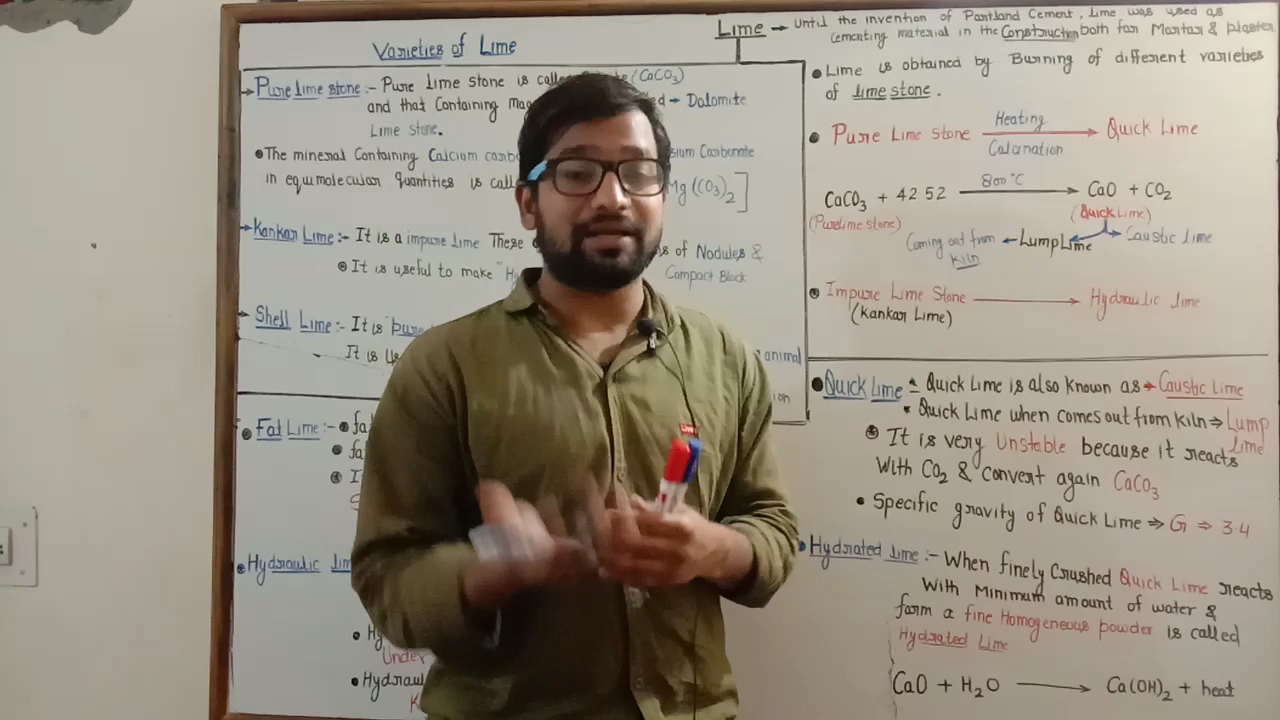 Lime → Until the invention of Portland Cement, Lime was used as
cementing material in the Construction both for Mortar & plaster
Varieties of Lime
Pure lime stone :- Pure Lime stone is called (CaCO3)
and that Containing → Dolomite
Lime Stone.
• The mineral Containing Calcium Carbonate
in equimolecular quantities is Mg(CO3)2]
Kankar Lime :- It is a impure lime These of Nodules &
• It is useful to make Compact Block
Shell Lime :- It is "pure
It is animal
Fat Lime :- •
•
• It
Hydraulic
•
Under
• Hydraul
• Lime is obtained by Burning of different varieties
of lime stone.
• Pure Lime Stone Heating Calcination → Quick Lime
CaCO3 + 42 52 800°C → CaO + CO2
(Pure lime stone) (Quick Lime)
Coming out from kiln ← Lump Lime → Caustic lime
• Impure Lime Stone → Hydraulic lime
(Kankar Lime)
• Quick Lime :- Quick Lime is also known as → Caustic Lime
* Quick Lime when comes out from Kiln ⇒ Lump
lime
• It is very Unstable because it reacts
With CO2 & convert again CaCO3
• Specific gravity of Quick Lime ⇒ G ⇒ 3.4
• Hydrated lime :- When finely crushed Quick Lime reacts
With Minimum amount of water &
form a fine Homogeneous powder is called
Hydrated Lime
CaO + H2O → Ca(OH)2 + heat